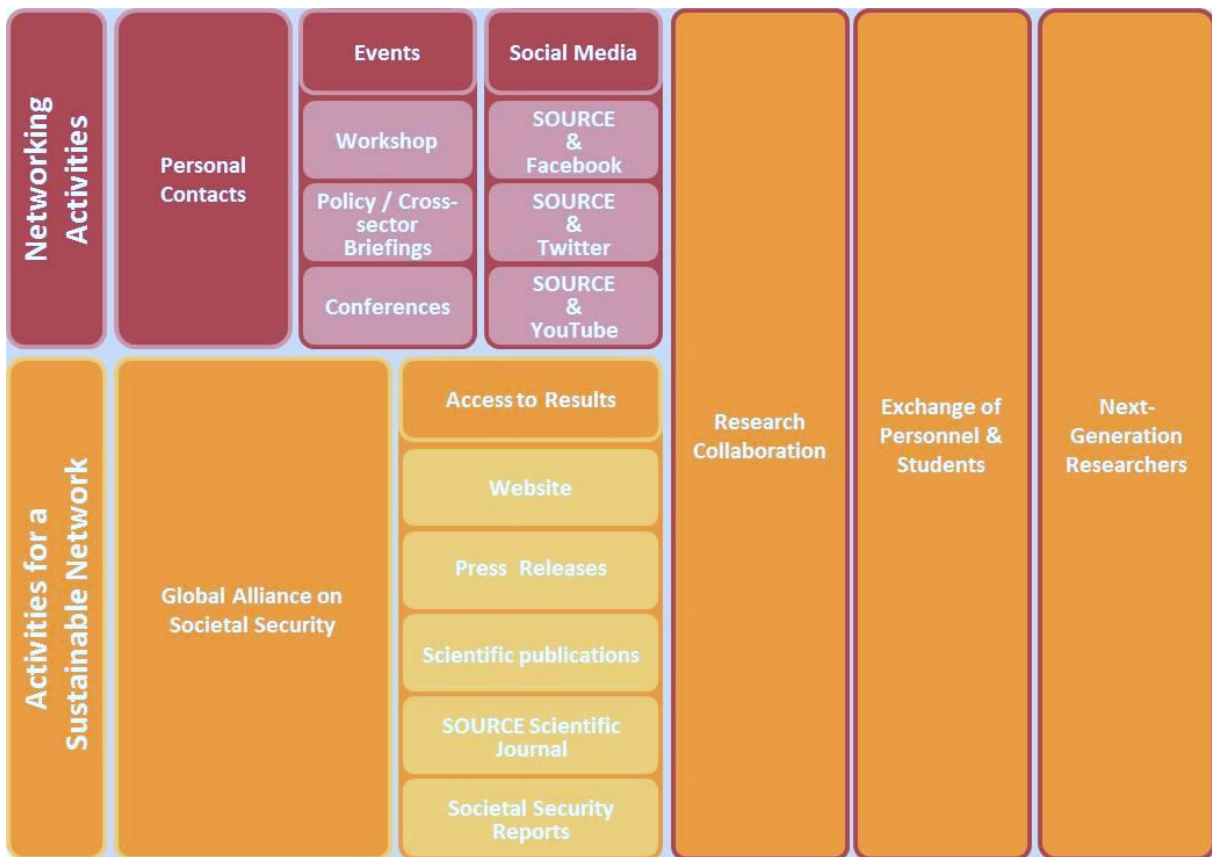 Networking
Activities
Personal
Contacts
Events
Workshop
Policy / Cross-
sector
Briefings
Conferences
Social Media
SOURCE
&
Facebook
SOURCE
&
Twitter
SOURCE
&
YouTube
Activities for a
Sustainable Network
Global Alliance on
Societal Security
Access to Results
Website
Press Releases
Scientific publications
SOURCE Scientific
Journal
Societal Security
Reports
Research
Collaboration
Exchange of
Personnel &
Students
Next-
Generation
Researchers